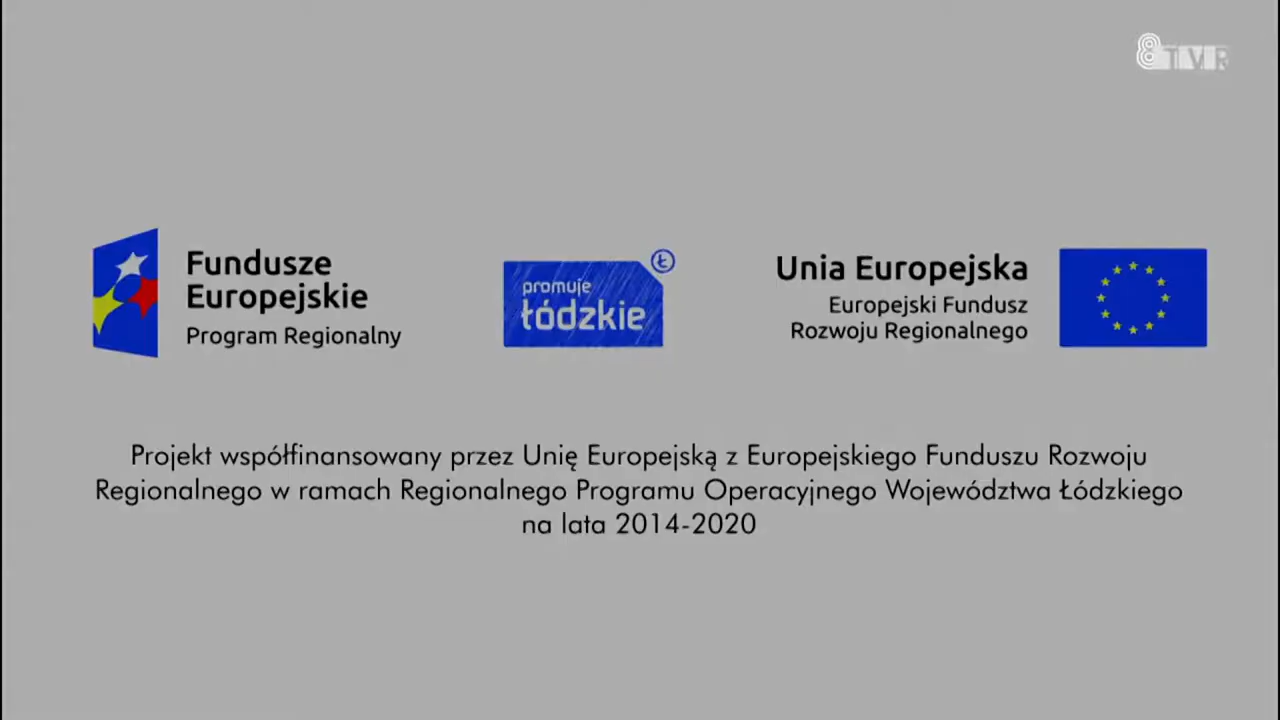 8TVR
Fundusze
Europejskie
Program Regionalny
promuje
łódzkie
Ł
Unia Europejska
Europejski Fundusz
Rozwoju Regionalnego
Projekt współfinansowany przez Unię Europejską z Europejskiego Funduszu Rozwoju
Regionalnego w ramach Regionalnego Programu Operacyjnego Województwa Łódzkiego
na lata 2014-2020